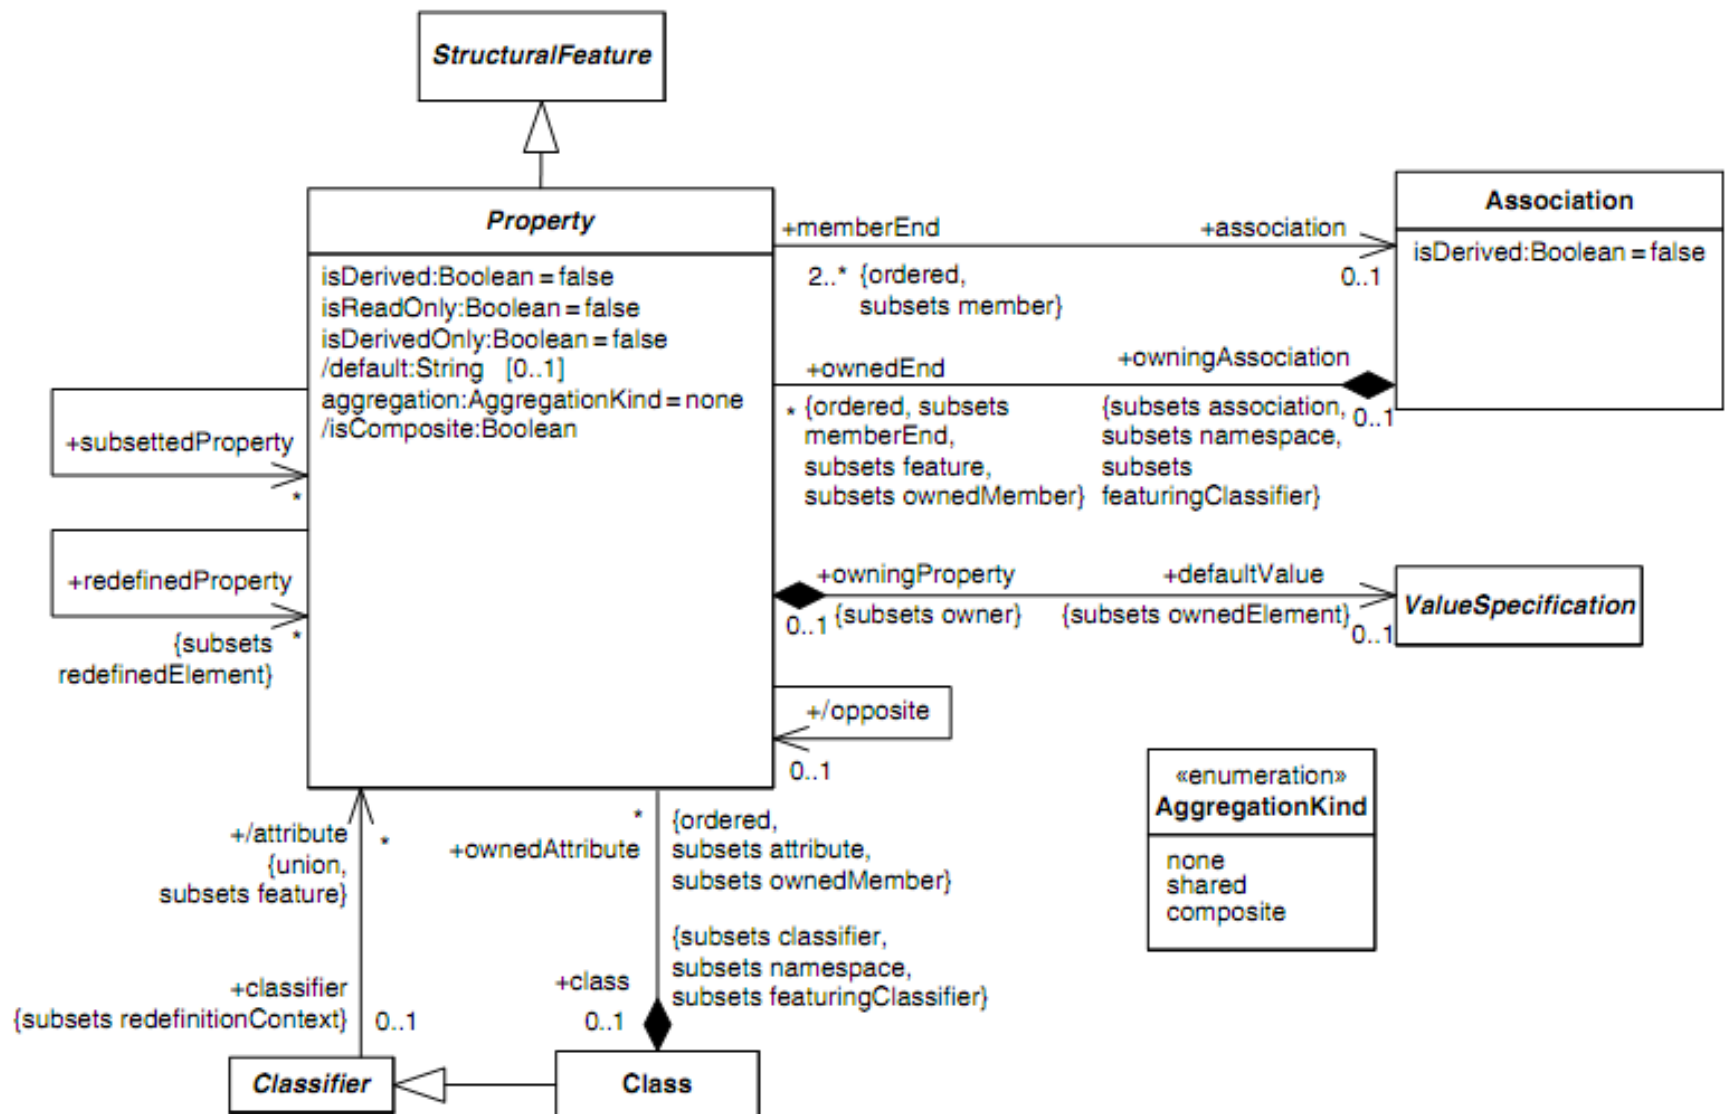 StructuralFeature
Property
isDerived:Boolean=false
isReadOnly:Boolean=false
isDerivedOnly:Boolean=false
/default:String [0..1]
aggregation:AggregationKind=none
/isComposite:Boolean
+memberEnd
+association
2..* {ordered,
subsets member}
0..1
Association
isDerived:Boolean=false
+ownedEnd
+owningAssociation
* {ordered, subsets
memberEnd,
subsets feature,
subsets ownedMember}
{subsets association,
subsets namespace,
subsets
featuringClassifier}
0..1
+subsettedProperty
*
+redefinedProperty
*
{subsets
redefinedElement}
+owningProperty
+defaultValue
0..1 {subsets owner}
{subsets ownedElement}
0..1
ValueSpecification
+/opposite
0..1
«enumeration»
AggregationKind
none
shared
composite
+/attribute
*
{union,
subsets feature}
*
+ownedAttribute
{ordered,
subsets attribute,
subsets ownedMember}
{subsets classifier,
subsets namespace,
subsets featuringClassifier}
+classifier
{subsets redefinitionContext}
0..1
+class
0..1
Classifier
Class